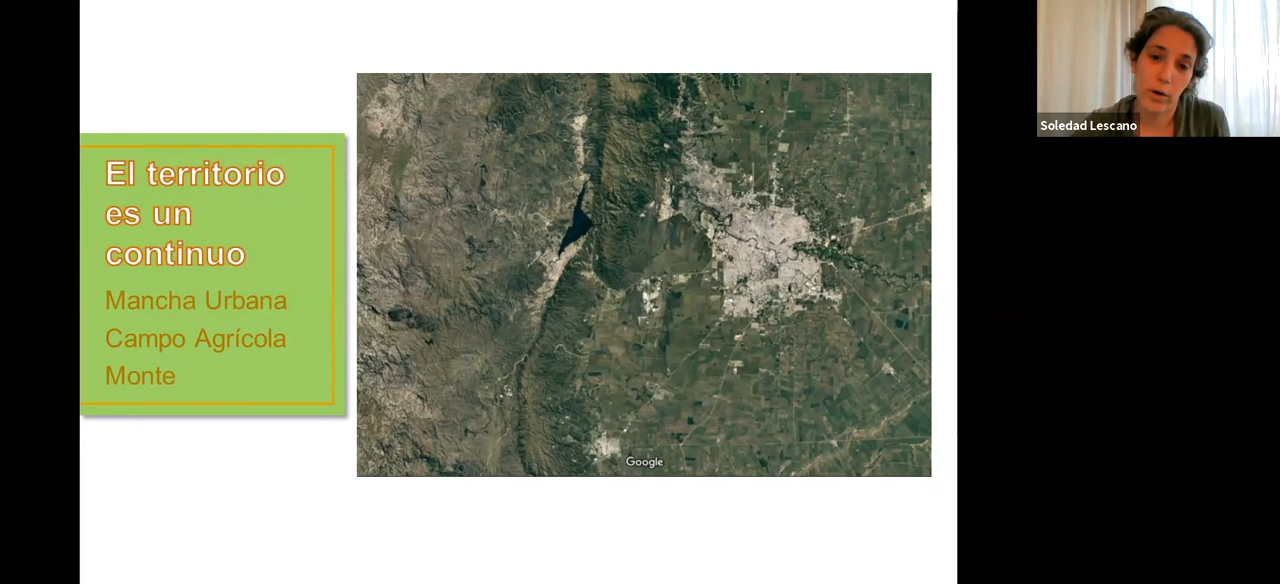 El territorio
es un
continuo
Mancha Urbana
Campo Agrícola
Monte
Google
Soledad Lescano